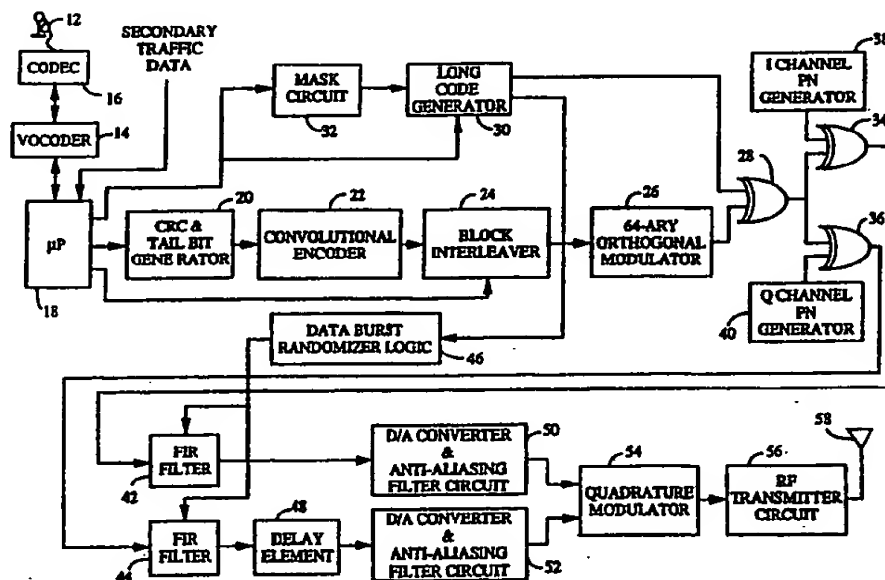 12
SECONDARY
TRAFFIC
DATA
CODEC
16
VOCODER
14
MASK
CIRCUIT
32
LONG
CODE
GENERATOR
30
I CHANNEL
PN
GENERATOR
38
34
28
μP
18
20
CRC &
TAIL BIT
GENERATOR
22
CONVOLUTIONAL
ENCODER
24
BLOCK
INTERLEAVER
26
64-ARY
ORTHOGONAL
MODULATOR
36
Q CHANNEL
PN
GENERATOR
40
DATA BURST
RANDOMIZER LOGIC
46
FIR
FILTER
42
D/A CONVERTER
&
ANTI-ALIASING
FILTER CIRCUIT
50
54
QUADRATURE
MODULATOR
56
RF
TRANSMITTER
CIRCUIT
58
FIR
FILTER
44
48
DELAY
ELEMENT
D/A CONVERTER
&
ANTI-ALIASING
FILTER CIRCUIT
52